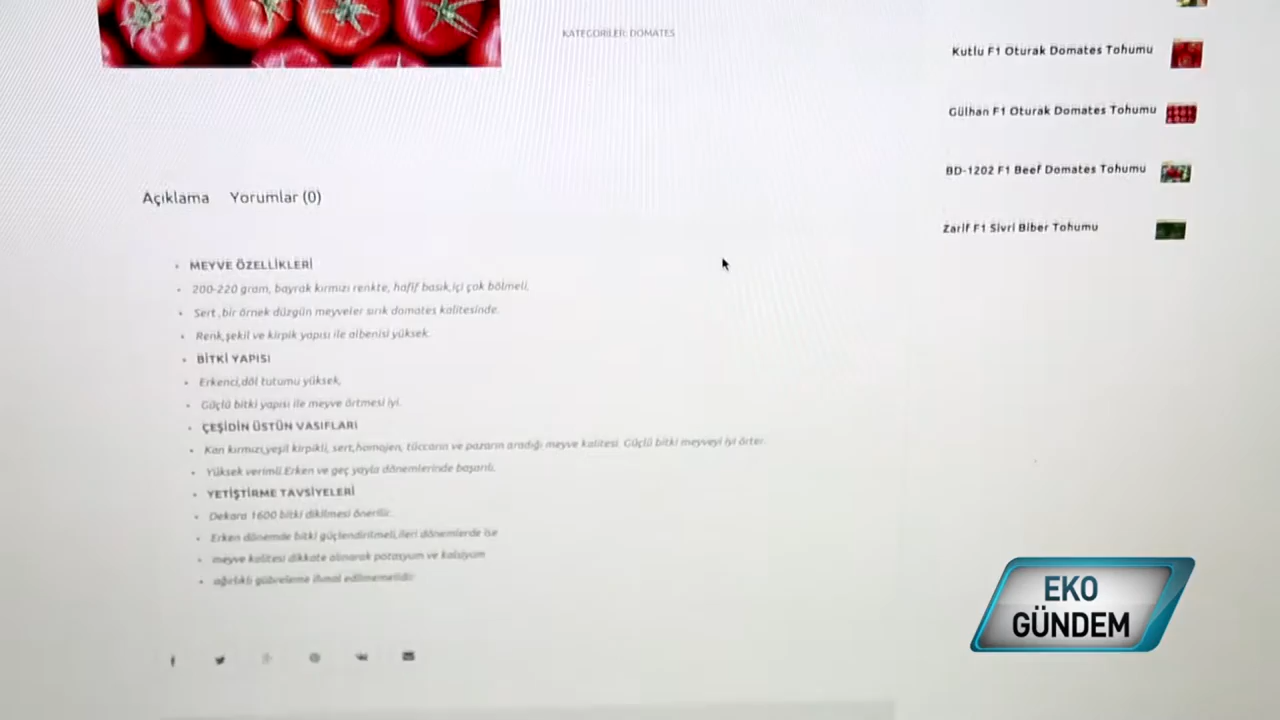 KATEGORİLER: DOMATES
Kutlu F1 Oturak Domates Tohumu
Gülhan F1 Oturak Domates Tohumu
BD-1202 F1 Beef Domates Tohumu
Zarif F1 Sivri Biber Tohumu
Açıklama Yorumlar (0)
MEYVE ÖZELLİKLERİ
200-220 gram, bayrak kırmızı renkte, hafif basık,içi çok bölmeli,
Sert ,bir örnek düzgün meyveler sırık domates kalitesinde.
Renk,şekil ve kirpik yapısı ile albenisi yüksek.
BİTKİ YAPISI
Erkenci,döl tutumu yüksek,
Güçlü bitki yapısı ile meyve örtmesi iyi.
ÇEŞİDİN ÜSTÜN VASIFLARI
Kan kırmızı,yeşil kirpikli, sert,homojen, tüccarın ve pazarın aradığı meyve kalitesi. Güçlü bitki meyveyi iyi örter.
Yüksek verimli.Erken ve geç yayla dönemlerinde başarılı.
YETİŞTİRME TAVSİYELERİ
Dekara 1600 bitki dikilmesi önerilir.
Erken dönemde bitki güçlendirilmeli,ileri dönemlerde ise
meyve kalitesi dikkate alınarak potasyum ve kalsiyum
ağırlıklı gübreleme ihmal edilmemelidir.
EKO
GÜNDEM